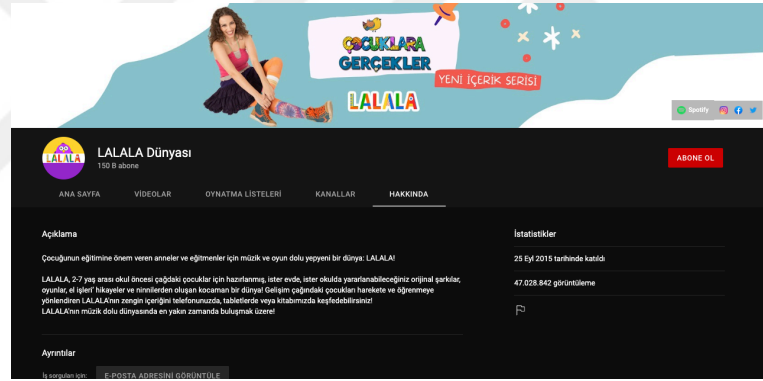 ÇOCUKLARA
GERÇEKLER
YENİ İÇERİK SERİSİ
LALALA
Spotify
LALALA
LALALA Dünyası
150 B abone
ABONE OL
ANA SAYFA VİDEOLAR OYNATMA LİSTELERİ KANALLAR HAKKINDA
Açıklama
Çocuğunun eğitimine önem veren anneler ve eğitmenler için müzik ve oyun dolu yepyeni bir dünya: LALALA!
LALALA, 2-7 yaş arası okul öncesi çağdaki çocuklar için hazırlanmış, ister evde, ister okulda yararlanabileceğiniz orijinal şarkılar,
oyunlar, el işleri' hikayeler ve ninnilerden oluşan kocaman bir dünya! Gelişim çağındaki çocukları harekete ve öğrenmeye
yönlendiren LALALA'nın zengin içeriğini telefonunuzda, tabletlerde veya kitabımızda keşfedebilirsiniz!
LALALA'nın müzik dolu dünyasında en yakın zamanda buluşmak üzere!
İstatistikler
25 Eyl 2015 tarihinde katıldı
47.028.842 görüntüleme
Ayrıntılar
İş sorguları için: E-POSTA ADRESİNİ GÖRÜNTÜLE